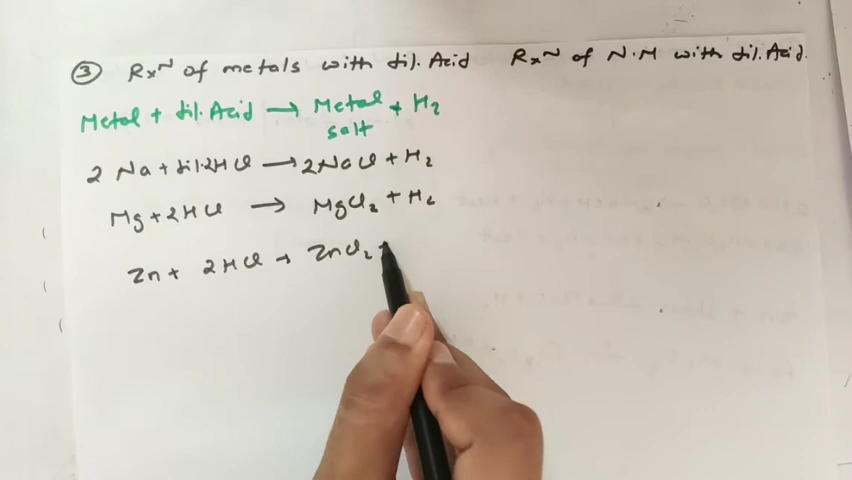 ③ Rxᴺ of metals with dil. Acid Rxᴺ of N.M with dil. Acid.
Metal + dil. Acid → Metal salt + H₂
2 Na + dil. 2HCl → 2NaCl + H₂
Mg + 2HCl → MgCl₂ + H₂
Zn + 2HCl → ZnCl₂ +